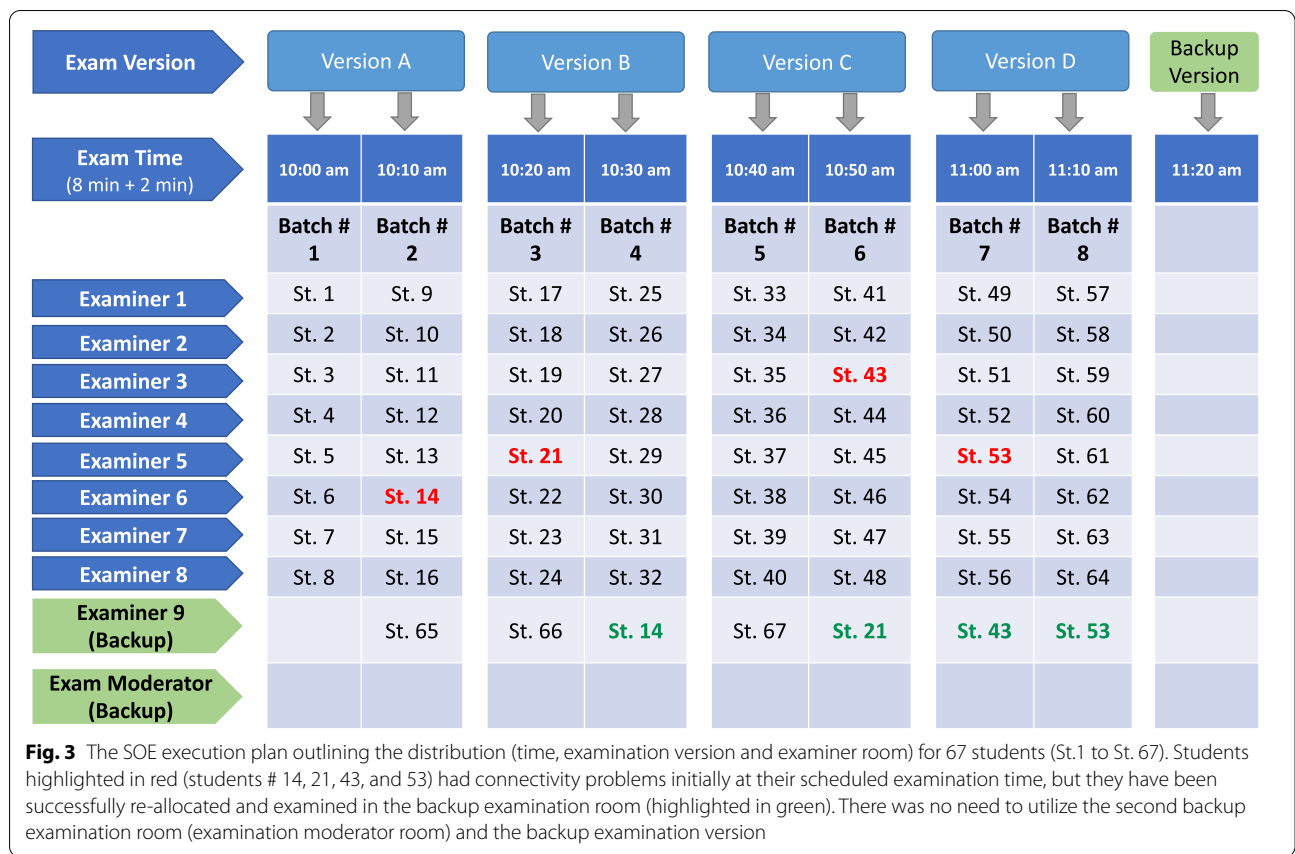 Exam Version
Version A
Version B
Version C
Version D
Backup
Version
Exam Time
(8 min + 2 min)
10:00 am 10:10 am 10:20 am 10:30 am 10:40 am 10:50 am 11:00 am 11:10 am 11:20 am
Batch # Batch # Batch # Batch # Batch # Batch # Batch # Batch #
1 2 3 4 5 6 7 8
Examiner 1 St. 1 St. 9 St. 17 St. 25 St. 33 St. 41 St. 49 St. 57
Examiner 2 St. 2 St. 10 St. 18 St. 26 St. 34 St. 42 St. 50 St. 58
Examiner 3 St. 3 St. 11 St. 19 St. 27 St. 35 St. 43 St. 51 St. 59
Examiner 4 St. 4 St. 12 St. 20 St. 28 St. 36 St. 44 St. 52 St. 60
Examiner 5 St. 5 St. 13 St. 21 St. 29 St. 37 St. 45 St. 53 St. 61
Examiner 6 St. 6 St. 14 St. 22 St. 30 St. 38 St. 46 St. 54 St. 62
Examiner 7 St. 7 St. 15 St. 23 St. 31 St. 39 St. 47 St. 55 St. 63
Examiner 8 St. 8 St. 16 St. 24 St. 32 St. 40 St. 48 St. 56 St. 64
Examiner 9
(Backup)
St. 65 St. 66 St. 14 St. 67 St. 21 St. 43 St. 53
Exam Moderator
(Backup)
Fig. 3 The SOE execution plan outlining the distribution (time, examination version and examiner room) for 67 students (St.1 to St. 67). Students
highlighted in red (students # 14, 21, 43, and 53) had connectivity problems initially at their scheduled examination time, but they have been
successfully re-allocated and examined in the backup examination room (highlighted in green). There was no need to utilize the second backup
examination room (examination moderator room) and the backup examination version